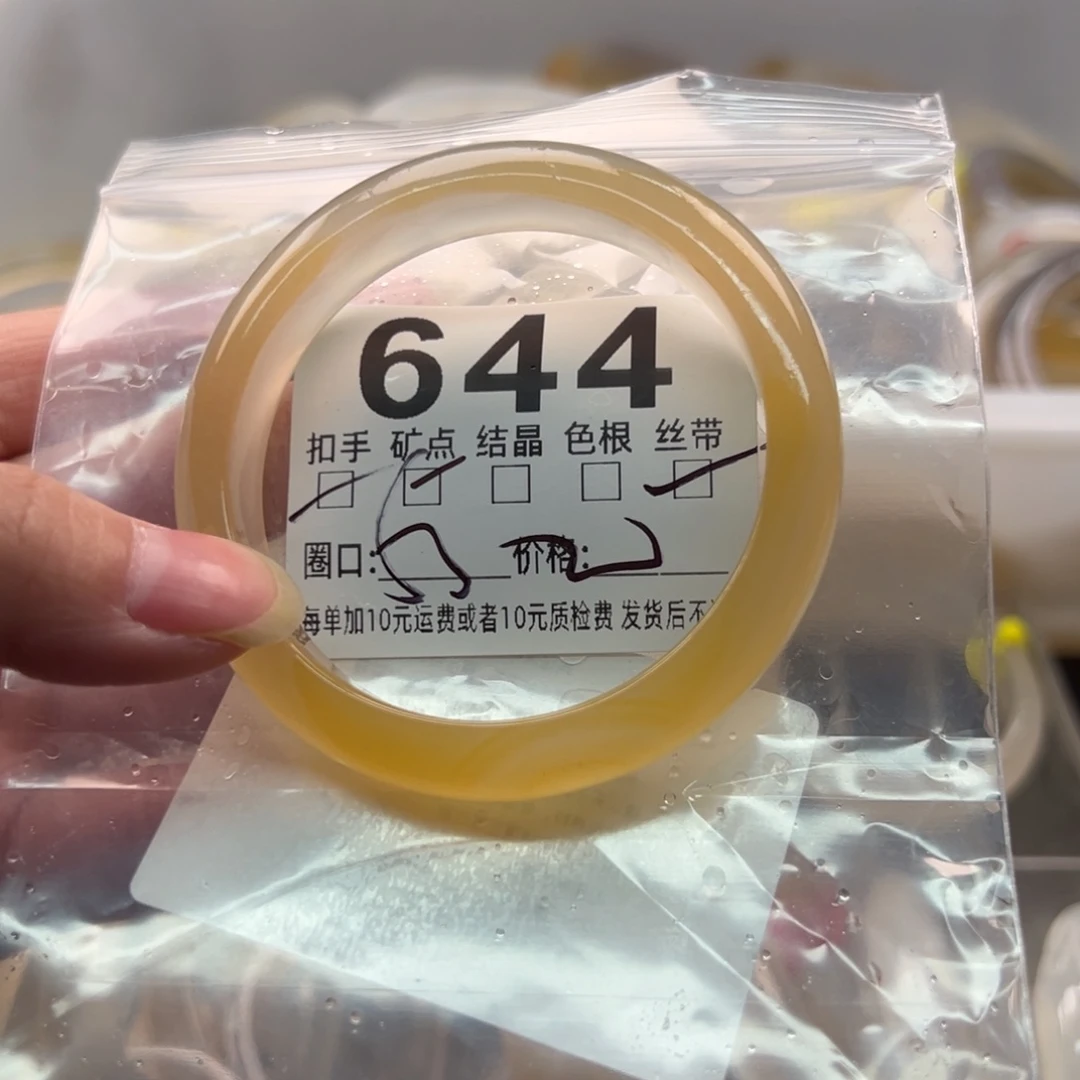 644
扣手 矿点 结晶 色根 丝带
圈口: 价格:
每单加10元运费或者10元质检费 发货后不